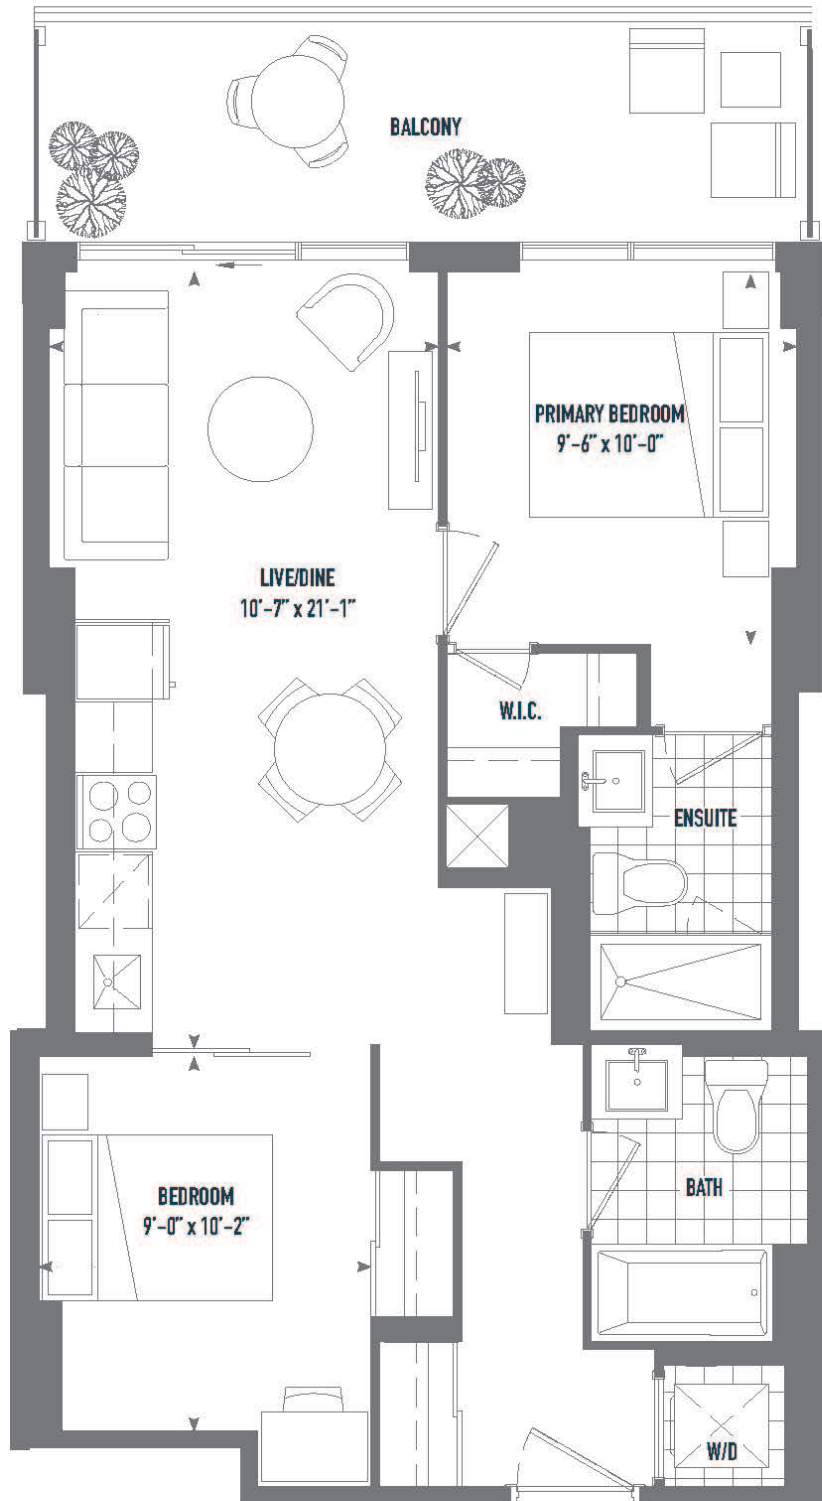 BALCONY
PRIMARY BEDROOM
9'-6" x 10'-0"
LIVE/DINE
10'-7" x 21'-1"
W.I.C.
ENSUITE
BEDROOM
9'-0" x 10'-2"
BATH
W/D